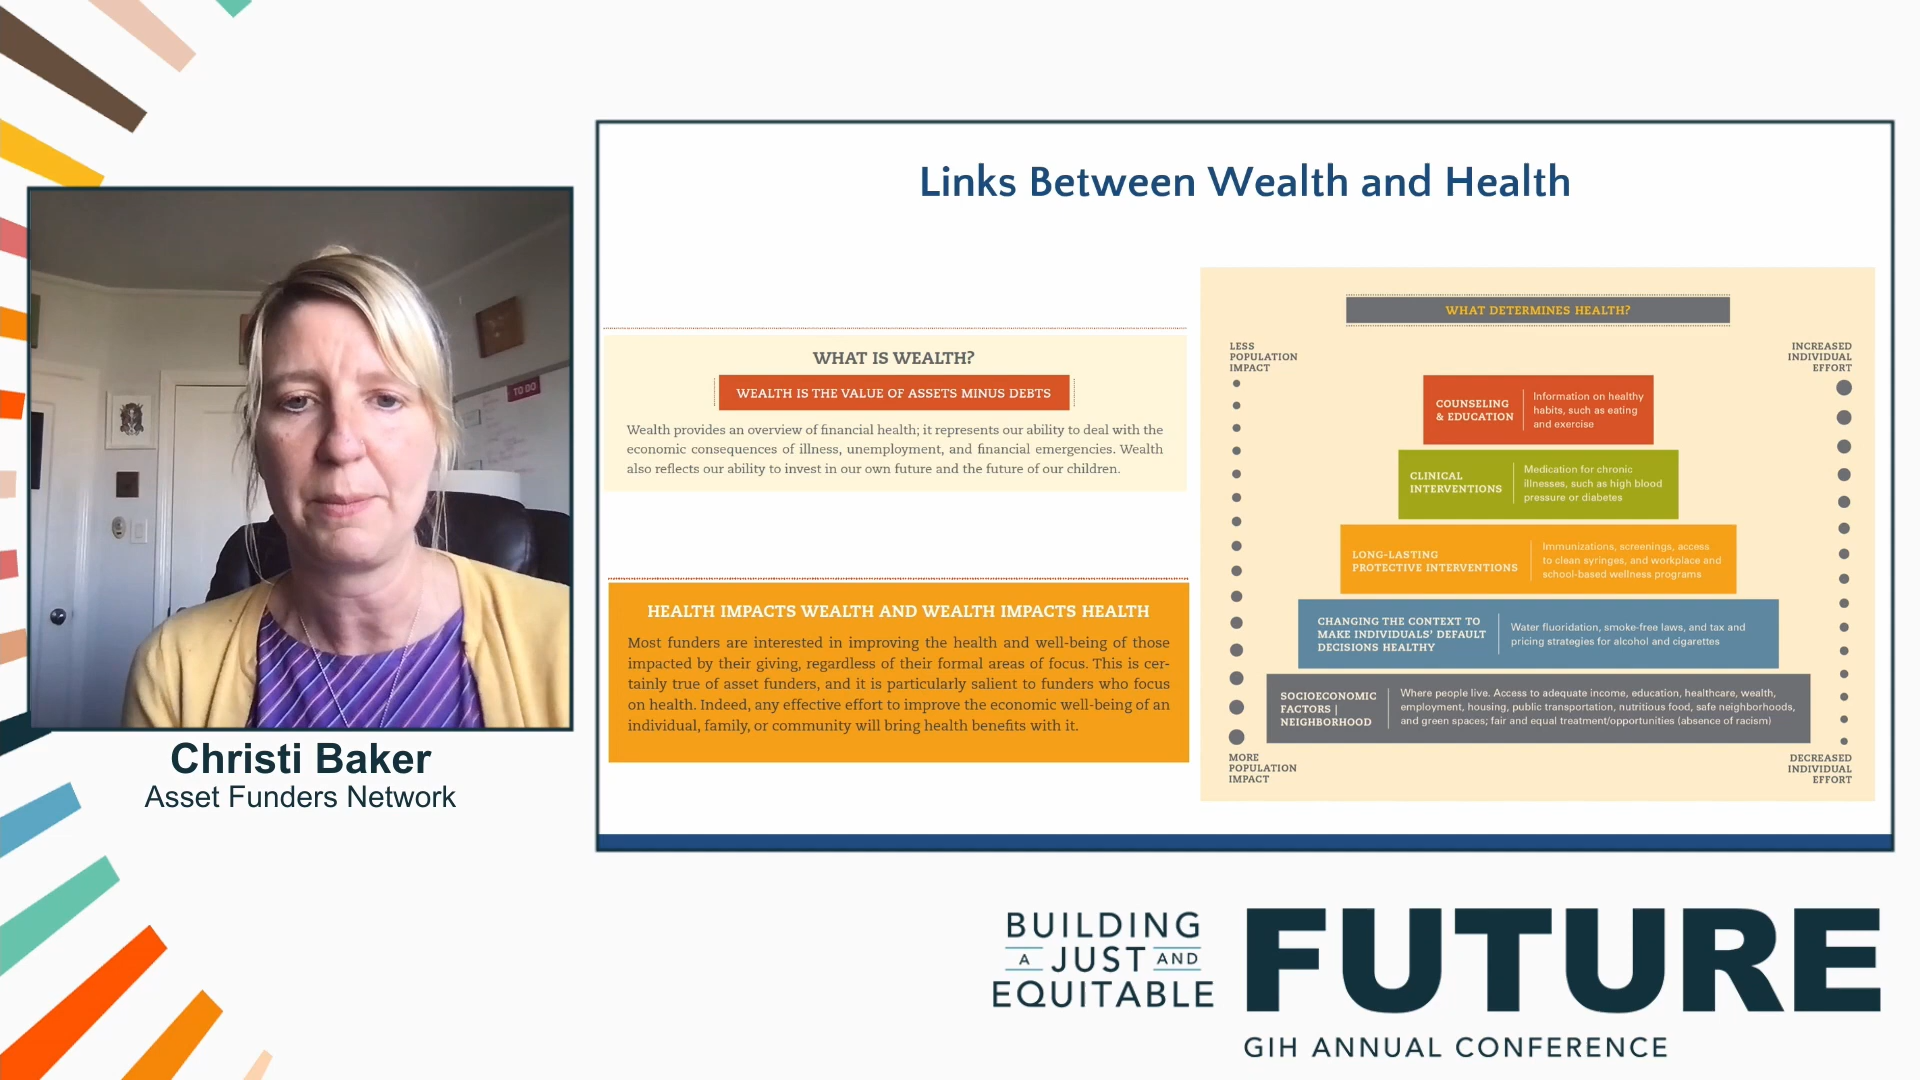 Links Between Wealth and Health
TO DO
WHAT IS WEALTH?
WEALTH IS THE VALUE OF ASSETS MINUS DEBTS
Wealth provides an overview of financial health; it represents our ability to deal with the
economic consequences of illness, unemployment, and financial emergencies. Wealth
also reflects our ability to invest in our own future and the future of our children.
HEALTH IMPACTS WEALTH AND WEALTH IMPACTS HEALTH
Most funders are interested in improving the health and well-being of those
impacted by their giving, regardless of their formal areas of focus. This is cer-
tainly true of asset funders, and it is particularly salient to funders who focus
on health. Indeed, any effective effort to improve the economic well-being of an
individual, family, or community will bring health benefits with it.
WHAT DETERMINES HEALTH?
LESS
POPULATION
IMPACT
INCREASED
INDIVIDUAL
EFFORT
COUNSELING
& EDUCATION
Information on healthy
habits, such as eating
and exercise
CLINICAL
INTERVENTIONS
Medication for chronic
illnesses, such as high blood
pressure or diabetes
LONG-LASTING
PROTECTIVE INTERVENTIONS
Immunizations, screenings, access
to clean syringes, and workplace and
school-based wellness programs
CHANGING THE CONTEXT TO
MAKE INDIVIDUALS' DEFAULT
DECISIONS HEALTHY
Water fluoridation, smoke-free laws, and tax and
pricing strategies for alcohol and cigarettes
SOCIOECONOMIC
FACTORS |
NEIGHBORHOOD
Where people live. Access to adequate income, education, healthcare, wealth,
employment, housing, public transportation, nutritious food, safe neighborhoods,
and green spaces; fair and equal treatment/opportunities (absence of racism)
MORE
POPULATION
IMPACT
DECREASED
INDIVIDUAL
EFFORT
Christi Baker
Asset Funders Network
BUILDING
A JUST AND
EQUITABLE
FUTURE
GIH ANNUAL CONFERENCE